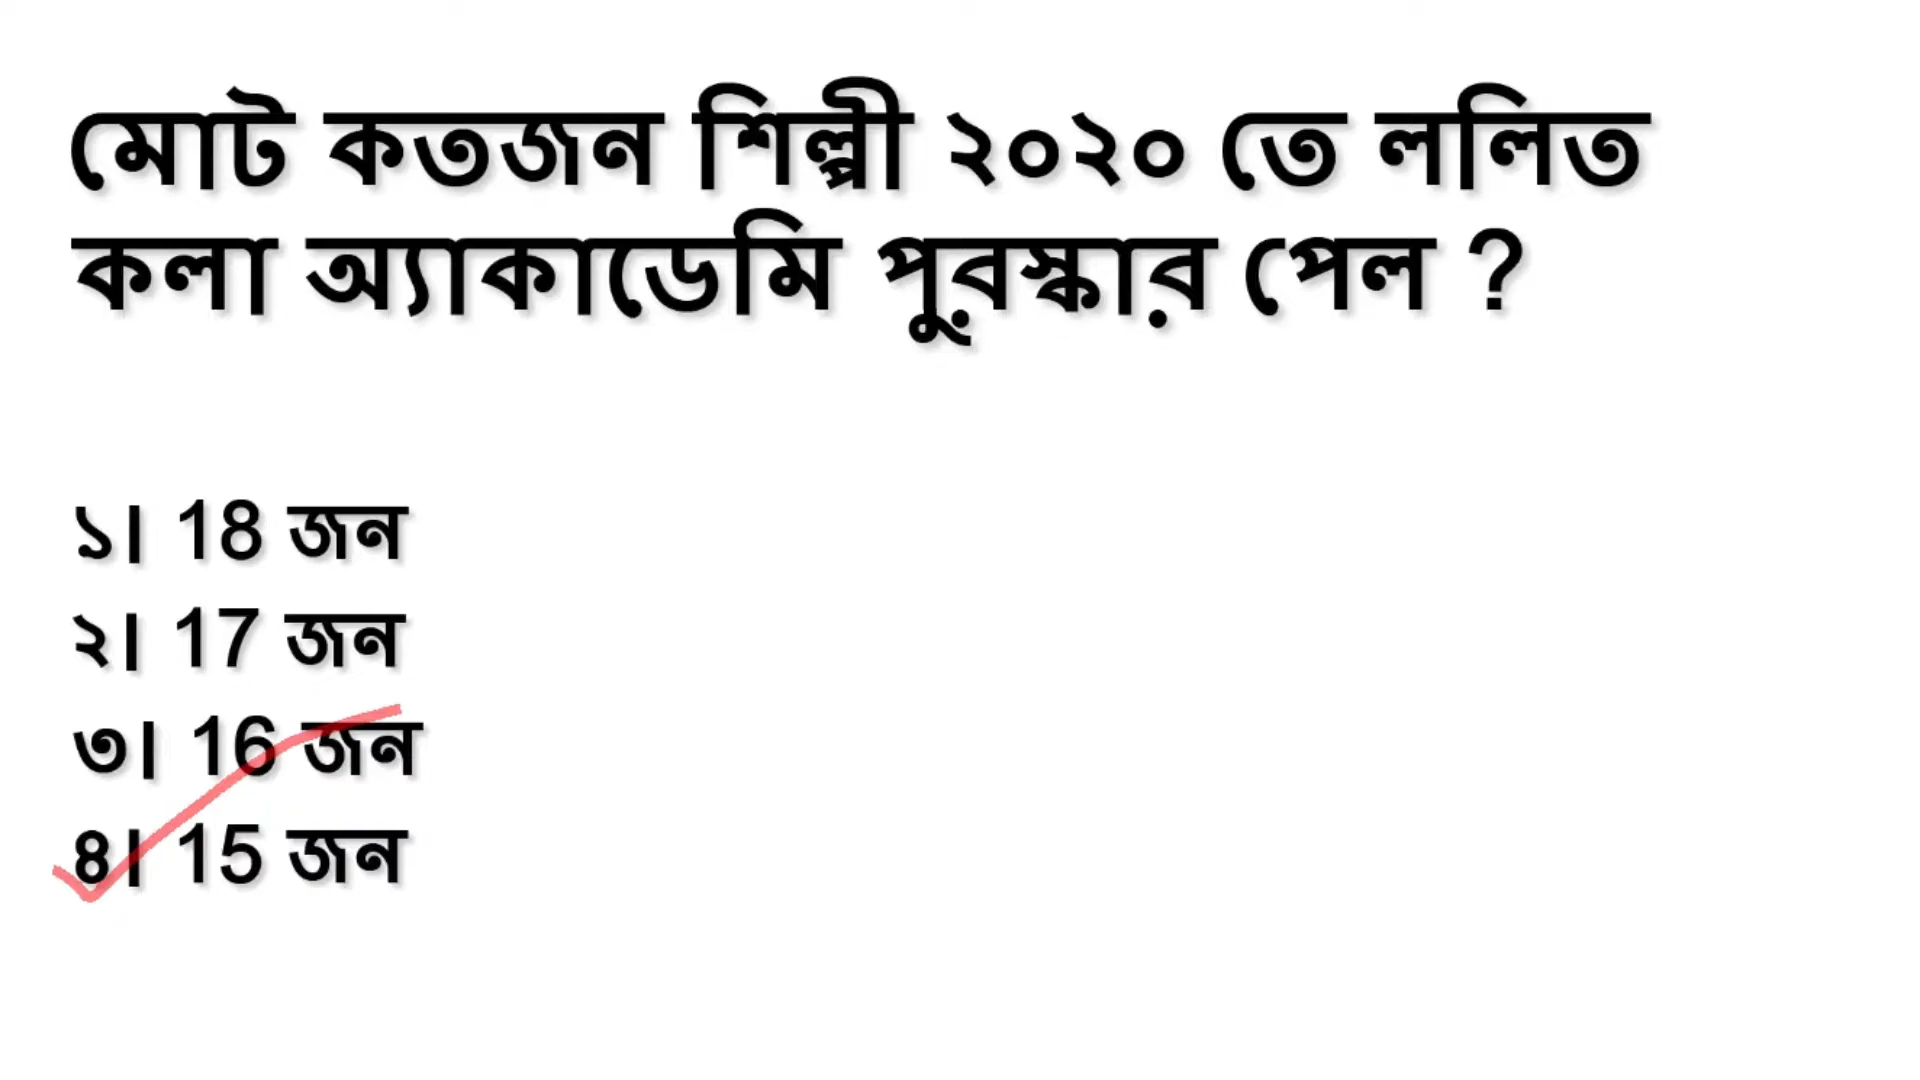 মোট কতজন শিল্পী ২০২০ তে ললিত
কলা অ্যাকাডেমি পুরস্কার পেল ?
১। 18 জন
২। 17 জন
৩। 16 জন
৪। 15 জন